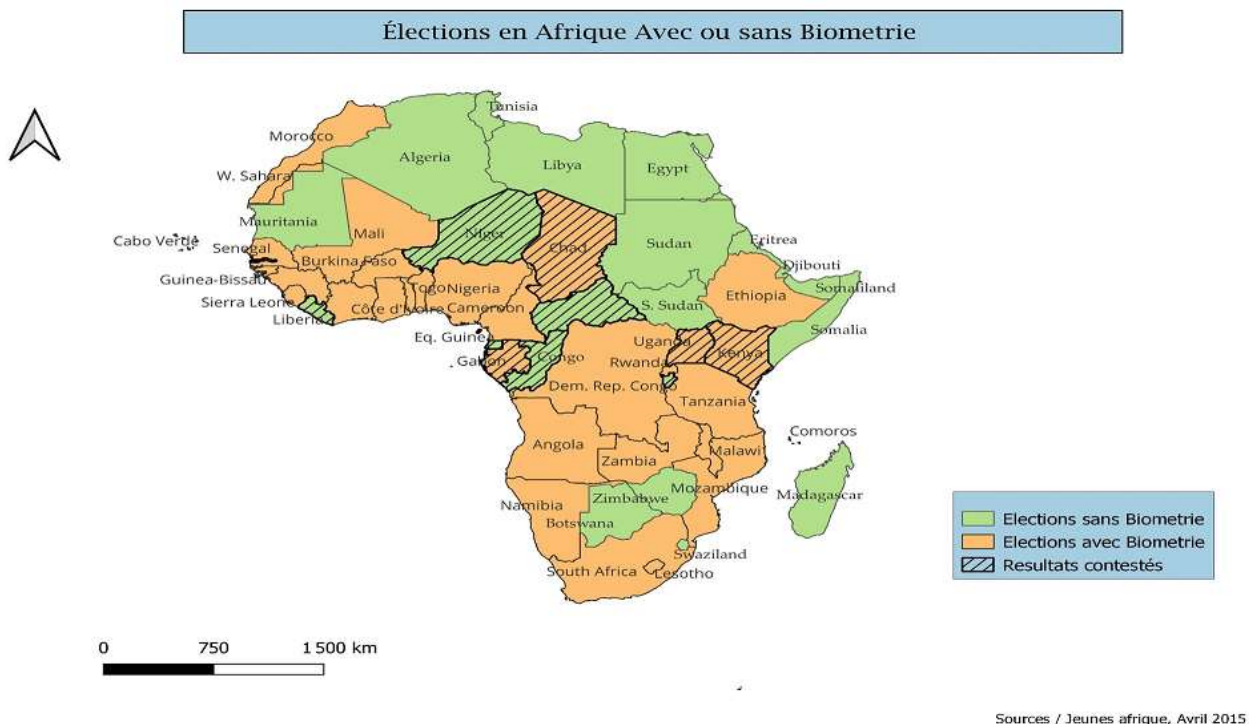 Élections en Afrique Avec ou sans Biometrie
Tunisia
Morocco
Algeria
Libya
Egypt
W. Sahara
Mauritania
Cabo Verde
Mali
Niger
Chad
Sudan
Eritrea
Senegal
Burkina Faso
Djibouti
Guinea-Bissau
Togo
Nigeria
Ethiopia
Somaliland
Sierra Leone
Côte d'Ivoire
Cameroon
S. Sudan
Liberia
Somalia
Eq. Guinea
Uganda
Kenya
Gabon
Congo
Rwanda
Dem. Rep. Congo
Tanzania
Comoros
Angola
Malawi
Zambia
Mozambique
Madagascar
Namibia
Zimbabwe
Botswana
Swaziland
South Africa
Lesotho
Elections sans Biometrie
Elections avec Biometrie
Resultats contestés
0 750 1 500 km
Sources / Jeunes afrique, Avril 2015